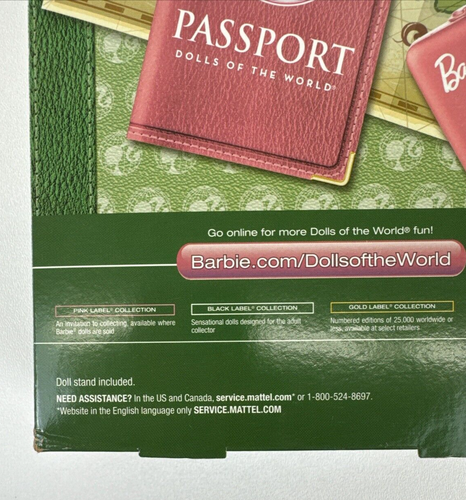 PASSPORT
DOLLS OF THE WORLD®
Ba
Go online for more Dolls of the World® fun!
Barbie.com/DollsoftheWorld
PINK LABEL® COLLECTION
An invitation to collecting, available where
Barbie® dolls are sold
BLACK LABEL® COLLECTION
Sensational dolls designed for the adult
collector
GOLD LABEL® COLLECTION
Numbered editions of 25,000 worldwide or
less, available at select retailers
Doll stand included.
NEED ASSISTANCE? In the US and Canada, service.mattel.com* or 1-800-524-8697.
*Website in the English language only SERVICE.MATTEL.COM